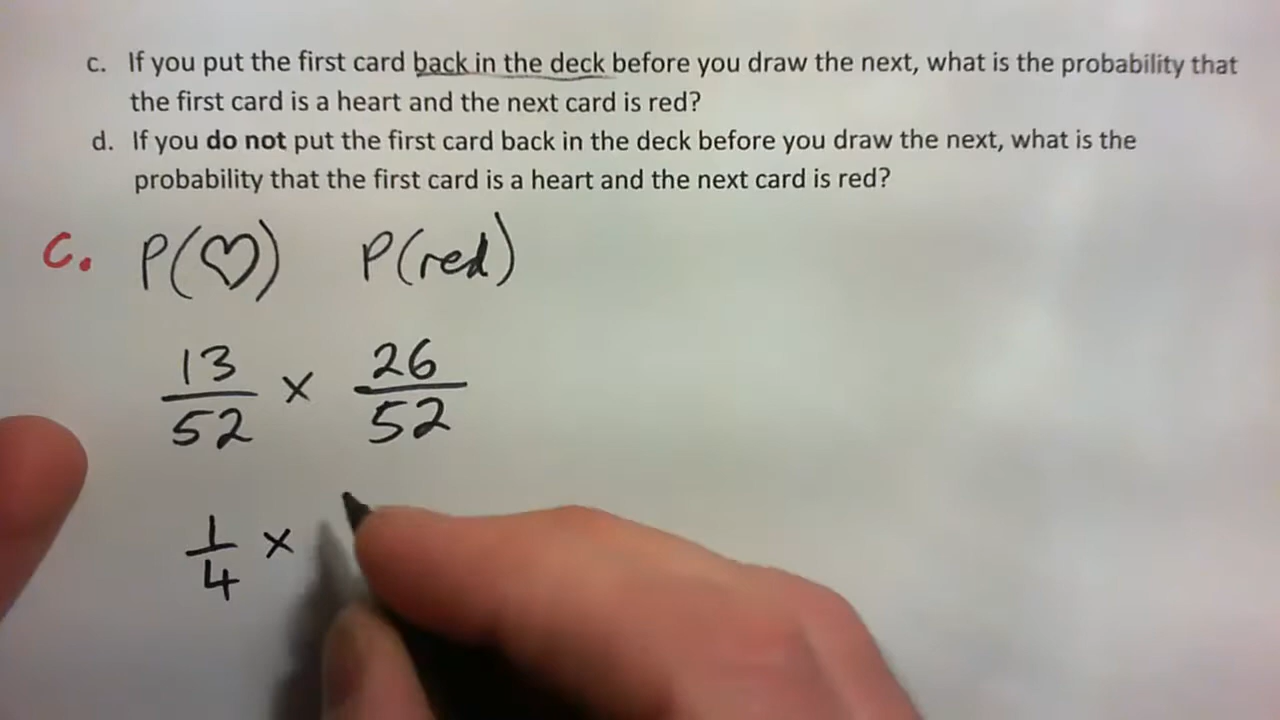 c. If you put the first card back in the deck before you draw the next, what is the probability that
the first card is a heart and the next card is red?
d. If you do not put the first card back in the deck before you draw the next, what is the
probability that the first card is a heart and the next card is red?
c. P(♡) P(red)
13/52 × 26/52
1/4 ×